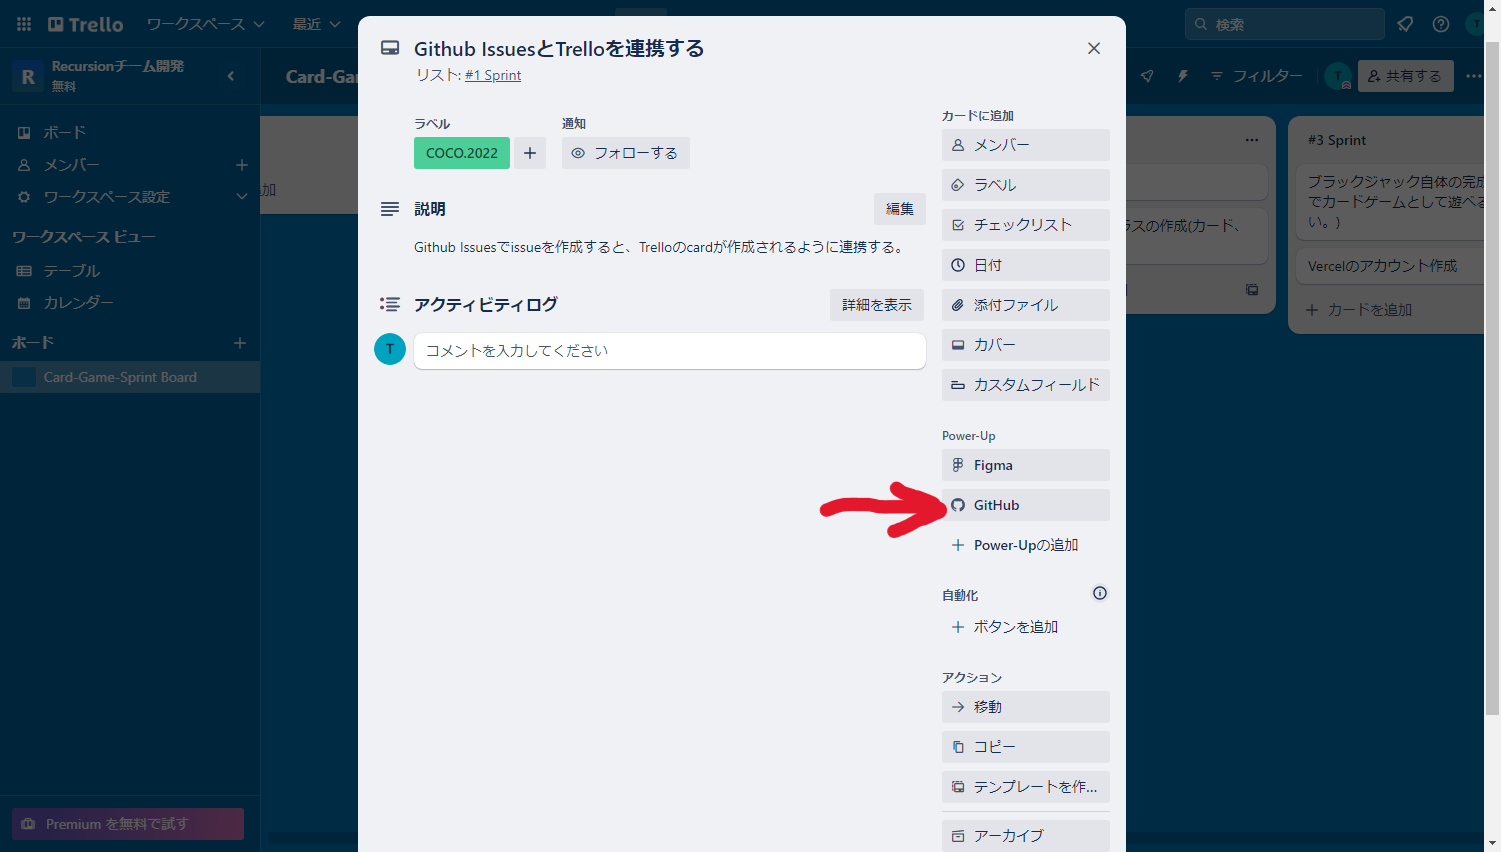 Trello
ワークスペース
最近
検索
T
R
Recursionチーム開発
無料
ボード
メンバー
ワークスペース設定
ワークスペース ビュー
テーブル
カレンダー
ボード
Card-Game-Sprint Board
Premium を無料で試す
Card-Ga
フィルター
T
共有する
加
Github IssuesとTrelloを連携する
リスト: #1 Sprint
ラベル
通知
COCO.2022
フォローする
説明
編集
Github Issuesでissueを作成すると、Trelloのcardが作成されるように連携する。
アクティビティログ
詳細を表示
T
コメントを入力してください
カードに追加
メンバー
ラベル
チェックリスト
日付
添付ファイル
カバー
カスタムフィールド
Power-Up
Figma
GitHub
Power-Upの追加
自動化
ボタンを追加
アクション
移動
コピー
テンプレートを作...
アーカイブ
ラスの作成(カード、
#3 Sprint
ブラックジャック自体の完成
でカードゲームとして遊べる
い。)
Vercelのアカウント作成
カードを追加